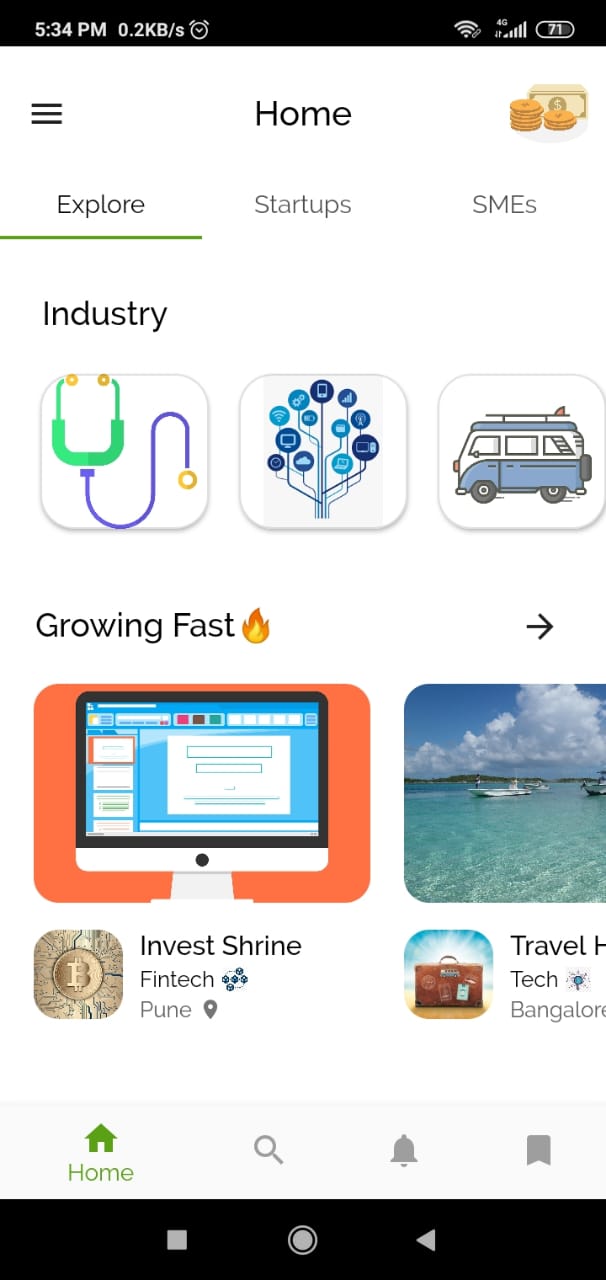 5:34 PM 0.2KB/s 4G 71
Home
Explore Startups SMEs
Industry
Growing Fast🔥
Invest Shrine Travel H
Fintech Tech
Pune Bangalore
Home